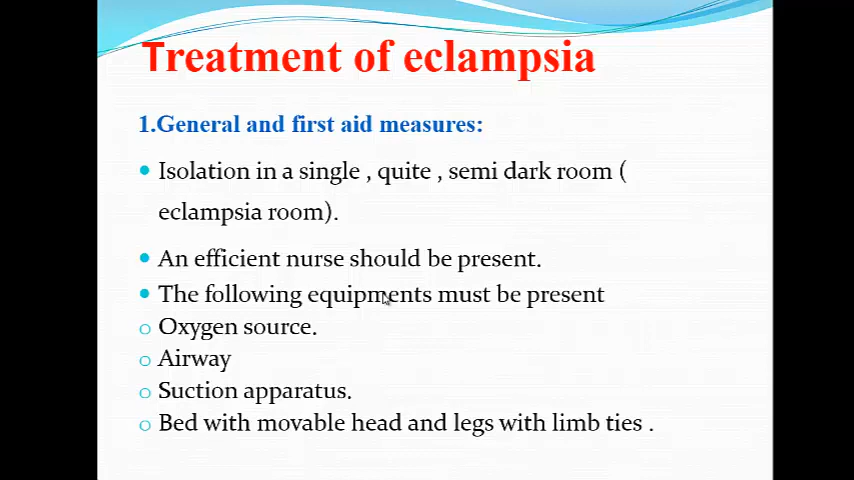 Treatment of eclampsia
1.General and first aid measures:
• Isolation in a single , quite , semi dark room (
eclampsia room).
• An efficient nurse should be present.
• The following equipments must be present
o Oxygen source.
o Airway
o Suction apparatus.
o Bed with movable head and legs with limb ties .